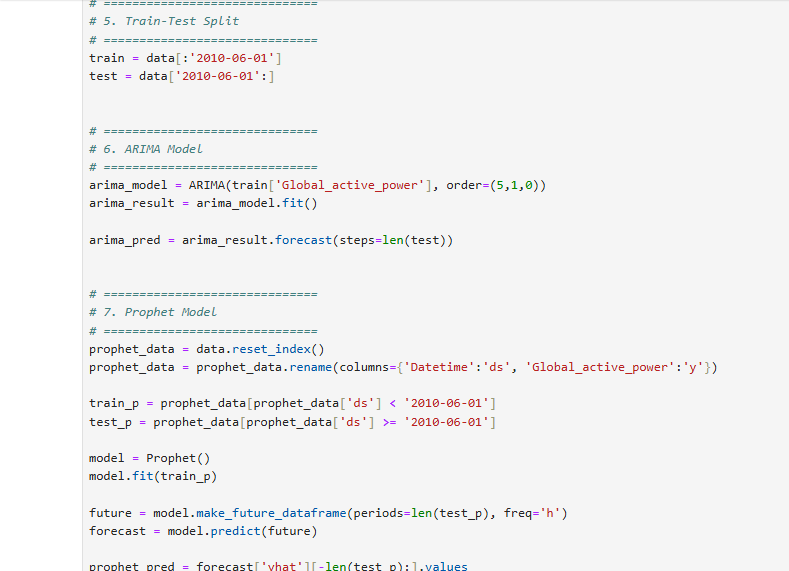 # ==============================
# 5. Train-Test Split
# ==============================
train = data[:'2010-06-01']
test = data['2010-06-01':]
# ==============================
# 6. ARIMA Model
# ==============================
arima_model = ARIMA(train['Global_active_power'], order=(5,1,0))
arima_result = arima_model.fit()
arima_pred = arima_result.forecast(steps=len(test))
# ==============================
# 7. Prophet Model
# ==============================
prophet_data = data.reset_index()
prophet_data = prophet_data.rename(columns={'Datetime':'ds', 'Global_active_power':'y'})
train_p = prophet_data[prophet_data['ds'] < '2010-06-01']
test_p = prophet_data[prophet_data['ds'] >= '2010-06-01']
model = Prophet()
model.fit(train_p)
future = model.make_future_dataframe(periods=len(test_p), freq='h')
forecast = model.predict(future)
prophet_pred = forecast['yhat'][-len(test_p):].values